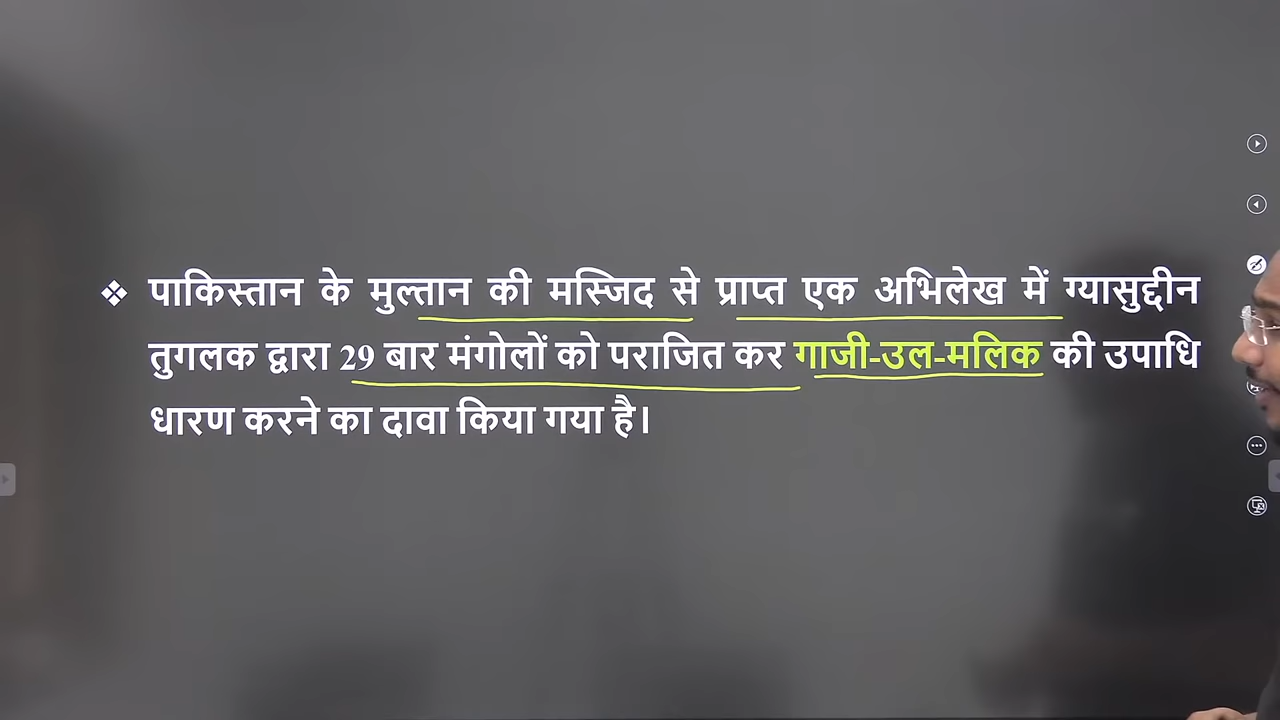 ❖ पाकिस्तान के मुल्तान की मस्जिद से प्राप्त एक अभिलेख में ग्यासुद्दीन
तुगलक द्वारा 29 बार मंगोलों को पराजित कर गाजी-उल-मलिक की उपाधि
धारण करने का दावा किया गया है।